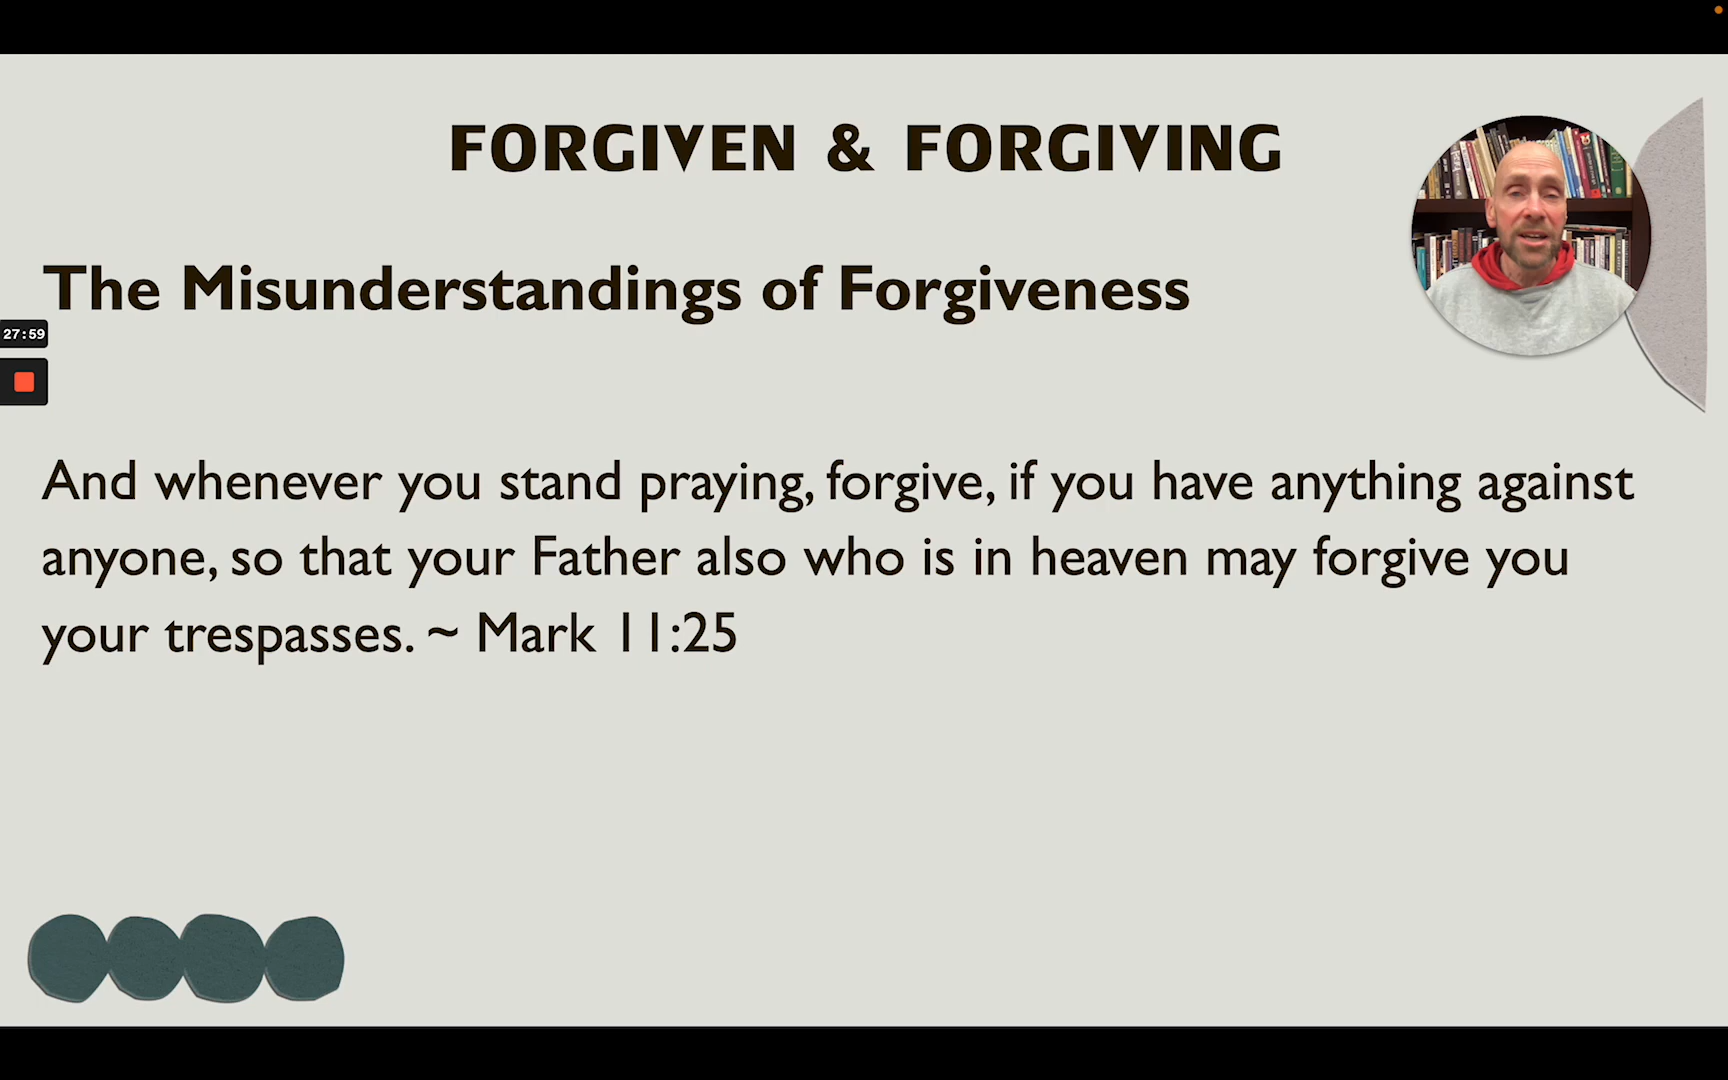 FORGIVEN & FORGIVING
The Misunderstandings of Forgiveness
27:59
And whenever you stand praying, forgive, if you have anything against
anyone, so that your Father also who is in heaven may forgive you
your trespasses. ~ Mark 11:25